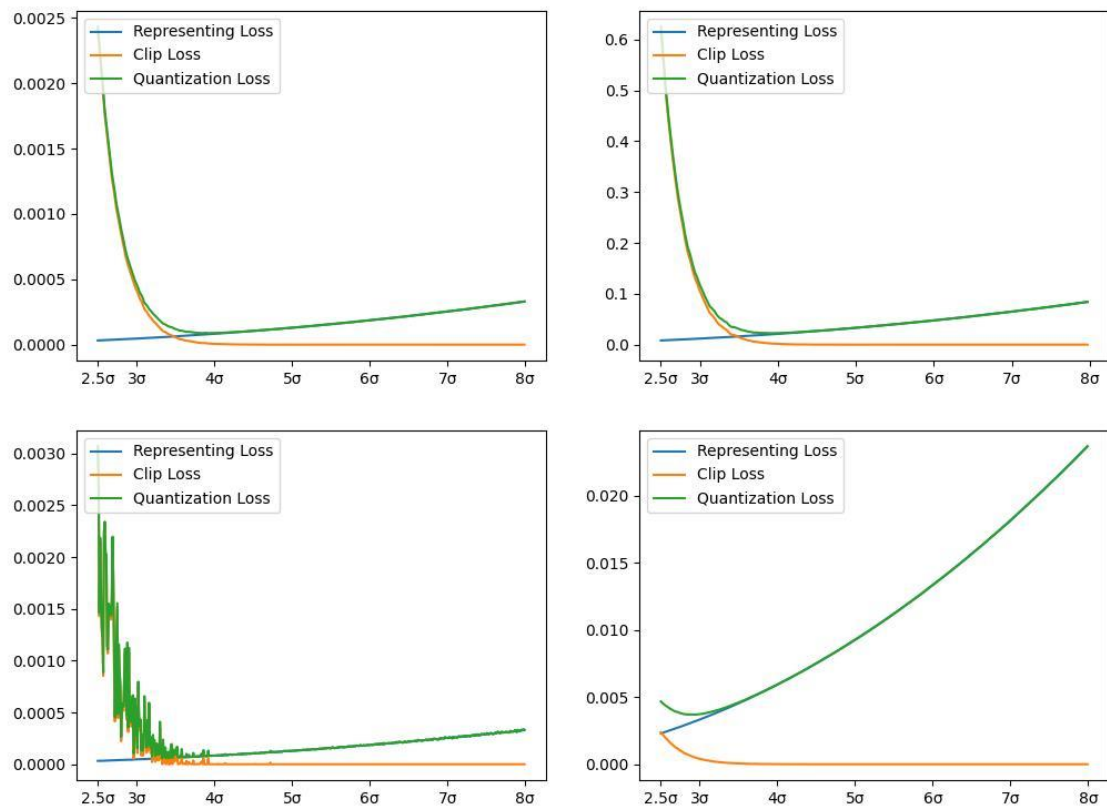 0.0025
0.0020
0.0015
0.0010
0.0005
0.0000
2.5σ 3σ 4σ 5σ 6σ 7σ 8σ
Representing Loss
Clip Loss
Quantization Loss
0.6
0.5
0.4
0.3
0.2
0.1
0.0
2.5σ 3σ 4σ 5σ 6σ 7σ 8σ
Representing Loss
Clip Loss
Quantization Loss
0.0030
0.0025
0.0020
0.0015
0.0010
0.0005
0.0000
2.5σ 3σ 4σ 5σ 6σ 7σ 8σ
Representing Loss
Clip Loss
Quantization Loss
0.020
0.015
0.010
0.005
0.000
2.5σ 3σ 4σ 5σ 6σ 7σ 8σ
Representing Loss
Clip Loss
Quantization Loss